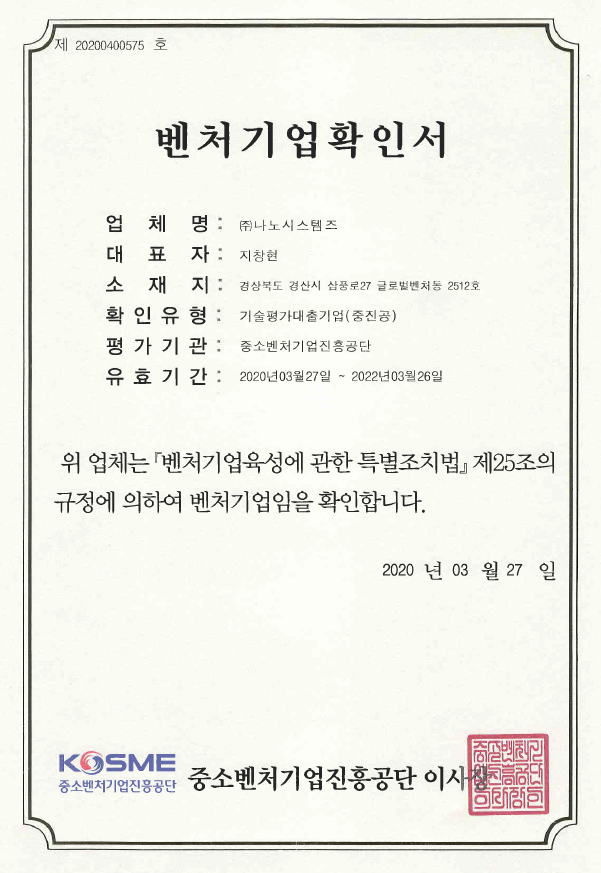 제 20200400575 호
벤처기업확인서
업 체 명 : ㈜나노시스템즈
대 표 자 : 지창현
소 재 지 : 경상북도 경산시 삼풍로27 글로벌벤처동 2512호
확인유형 : 기술평가대출기업(중진공)
평가기관 : 중소벤처기업진흥공단
유효기간 : 2020년03월27일 ~ 2022년03월26일
위 업체는 『벤처기업육성에 관한 특별조치법』 제25조의
규정에 의하여 벤처기업임을 확인합니다.
2020 년 03 월 27 일
KOSME
중소벤처기업진흥공단
중소벤처기업진흥공단 이사장